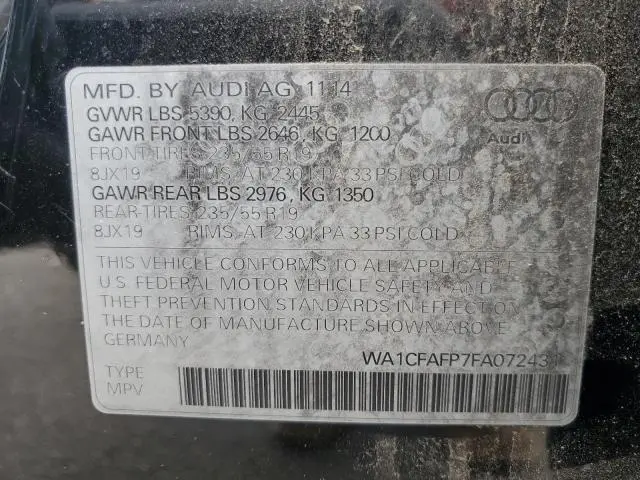 MFD. BY AUDI AG 11 14
GVWR LBS 5390, KG 2445
GAWR FRONT LBS 2646, KG 1200
FRONT TIRES 235/55 R19
8JX19 RIMS, AT 230 KPA/33 PSI COLD
GAWR REAR LBS 2976, KG 1350
REAR TIRES 235/55 R19
8JX19 RIMS, AT 230 KPA 33 PSI COLD
Audi
THIS VEHICLE CONFORMS TO ALL APPLICABLE
U.S. FEDERAL MOTOR VEHICLE SAFETY AND
THEFT PREVENTION STANDARDS IN EFFECT ON
THE DATE OF MANUFACTURE SHOWN ABOVE.
GERMANY
WA1CFAFP7FA072431
TYPE
MPV